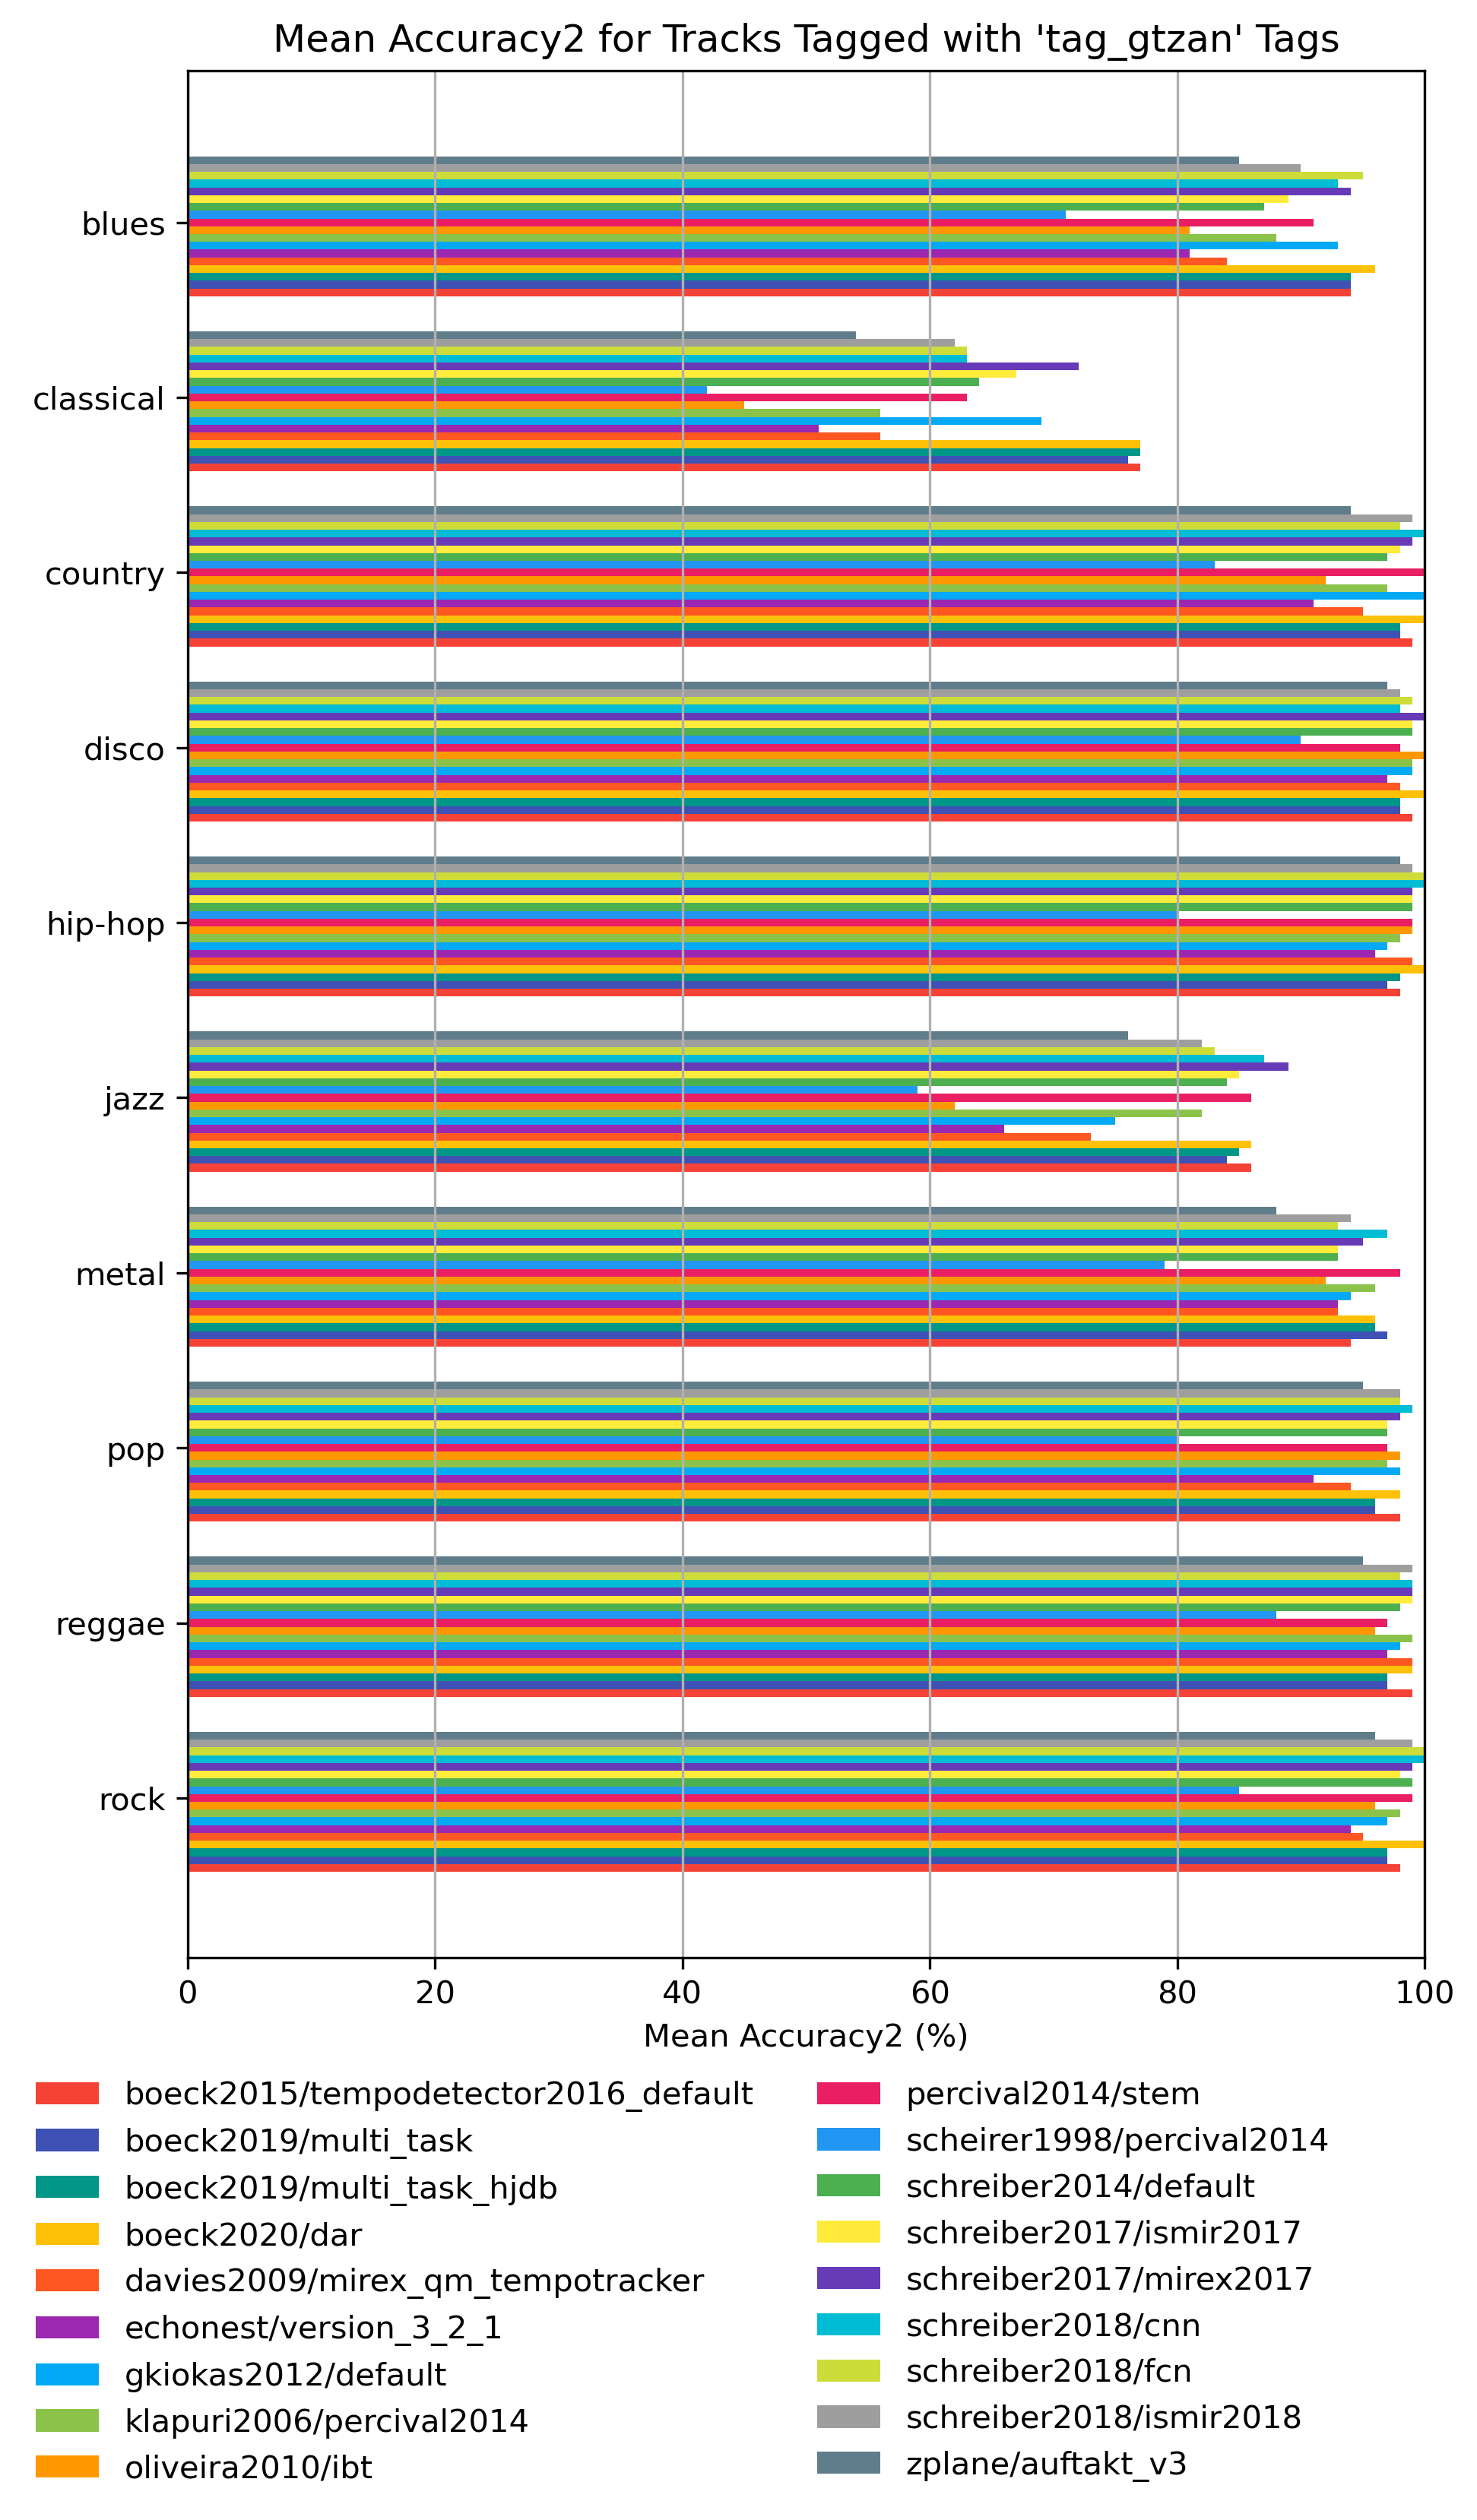 Mean Accuracy2 for Tracks Tagged with 'tag_gtzan' Tags
blues
classical
country
disco
hip-hop
jazz
metal
pop
reggae
rock
0 20 40 60 80 100
Mean Accuracy2 (%)
boeck2015/tempodetector2016_default
boeck2019/multi_task
boeck2019/multi_task_hjdb
boeck2020/dar
davies2009/mirex_qm_tempotracker
echonest/version_3_2_1
gkiokas2012/default
klapuri2006/percival2014
oliveira2010/ibt
percival2014/stem
scheirer1998/percival2014
schreiber2014/default
schreiber2017/ismir2017
schreiber2017/mirex2017
schreiber2018/cnn
schreiber2018/fcn
schreiber2018/ismir2018
zplane/auftakt_v3